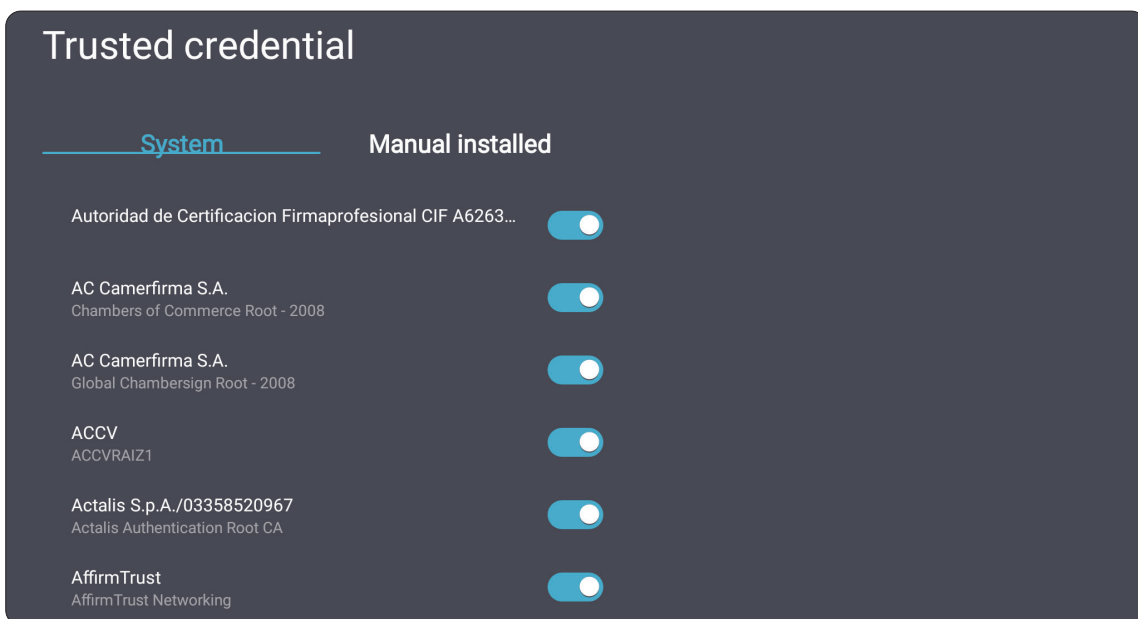 Trusted credential
System
Manual installed
Autoridad de Certificacion Firmaprofesional CIF A6263...
AC Camerfirma S.A.
Chambers of Commerce Root - 2008
AC Camerfirma S.A.
Global Chambersign Root - 2008
ACCV
ACCVRAIZ1
Actalis S.p.A./03358520967
Actalis Authentication Root CA
AffirmTrust
AffirmTrust Networking